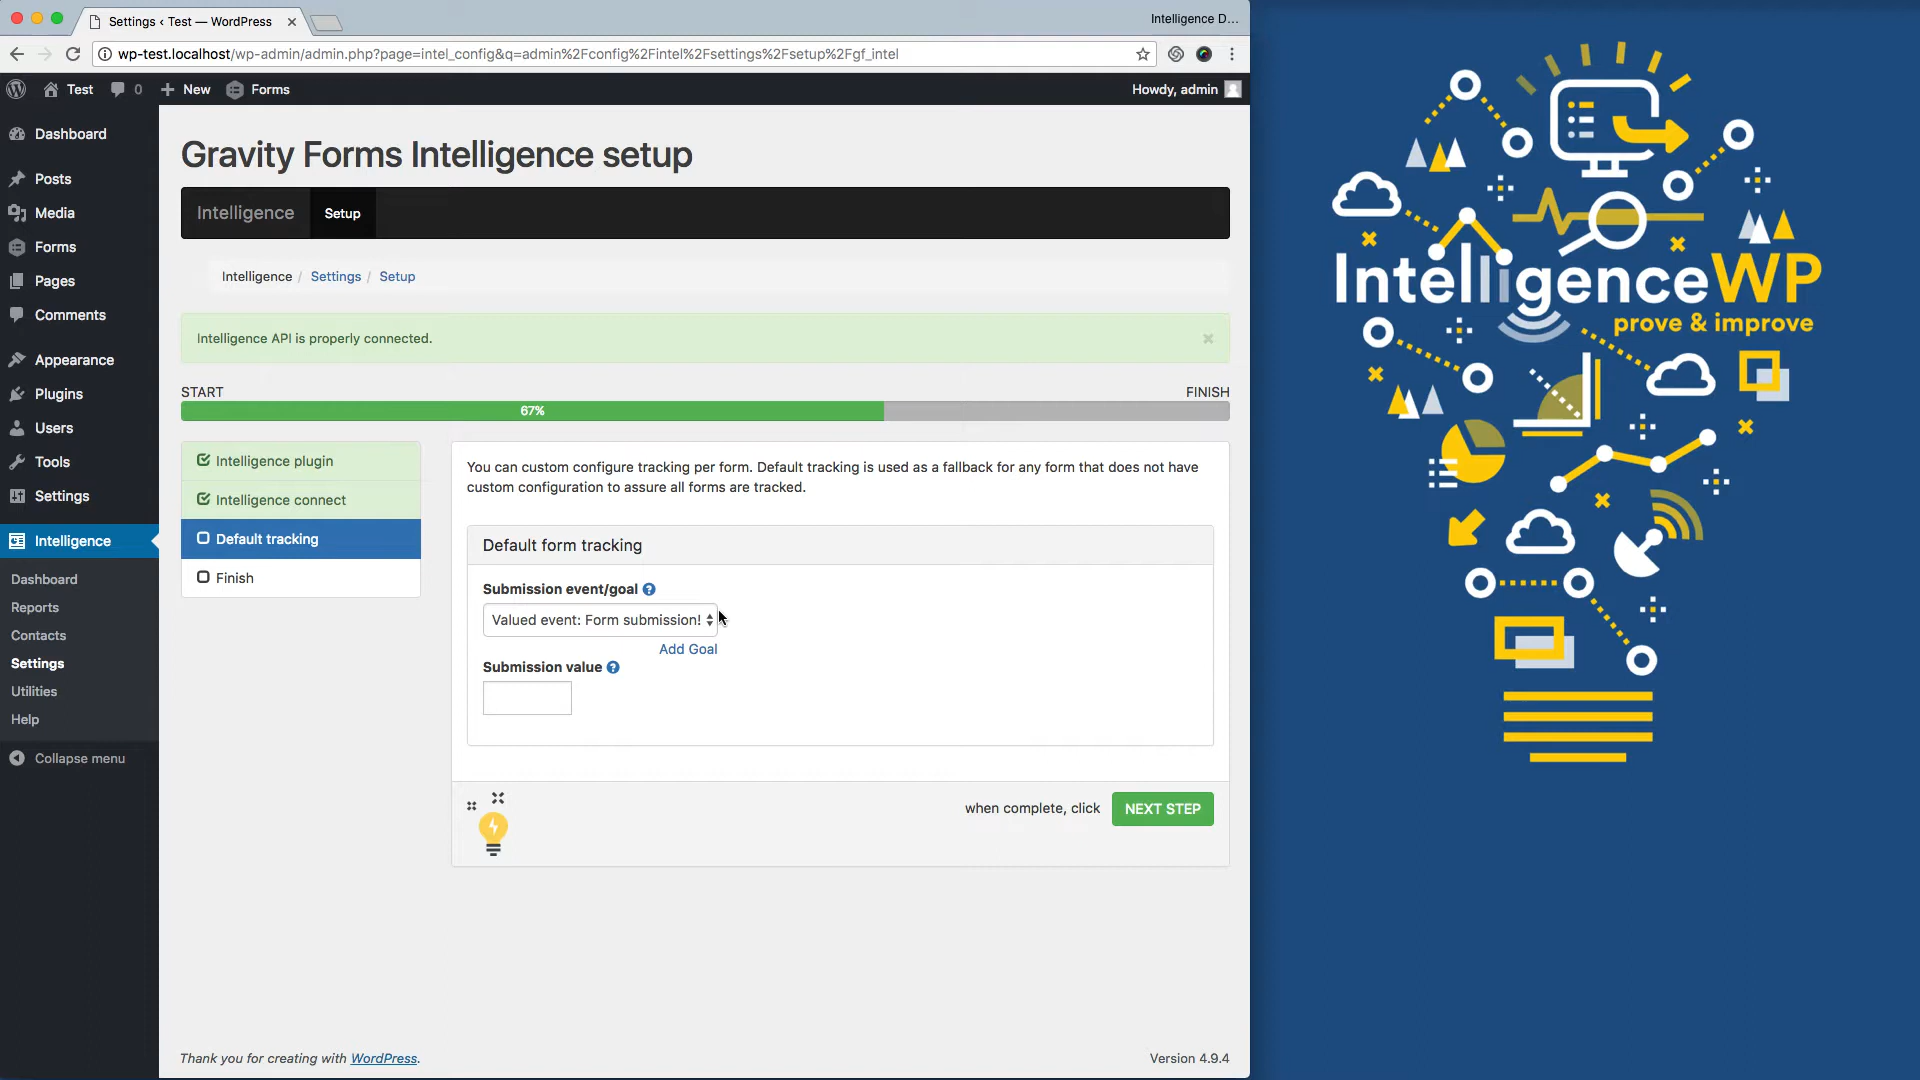 Settings ‹ Test — WordPress
Intelligence D...
wp-test.localhost/wp-admin/admin.php?page=intel_config&q=admin%2Fconfig%2Fintel%2Fsettings%2Fsetup%2Fgf_intel
Test
0
New
Forms
Howdy, admin
Dashboard
Posts
Media
Forms
Pages
Comments
Appearance
Plugins
Users
Tools
Settings
Intelligence
Dashboard
Reports
Contacts
Settings
Utilities
Help
Collapse menu
Gravity Forms Intelligence setup
Intelligence
Setup
Intelligence / Settings / Setup
Intelligence API is properly connected.
×
START
FINISH
67%
Intelligence plugin
Intelligence connect
Default tracking
Finish
You can custom configure tracking per form. Default tracking is used as a fallback for any form that does not have
custom configuration to assure all forms are tracked.
Default form tracking
Submission event/goal
Valued event: Form submission!
Add Goal
Submission value
when complete, click
NEXT STEP
Thank you for creating with WordPress.
Version 4.9.4
IntelligenceWP
prove & improve